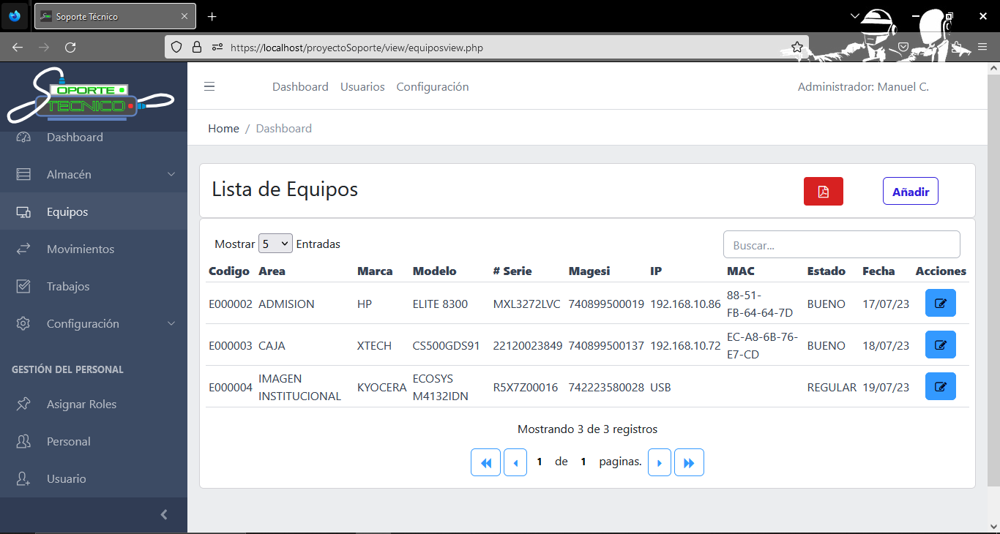 Soporte Técnico
https://localhost/proyectoSoporte/view/equiposview.php
SOPORTE
TECNICO
Dashboard Usuarios Configuración
Administrador: Manuel C.
Home / Dashboard
Dashboard
Almacén
Equipos
Movimientos
Trabajos
Configuración
GESTIÓN DEL PERSONAL
Asignar Roles
Personal
Usuario
Lista de Equipos
Añadir
Mostrar 5 Entradas
Buscar...
Codigo Area Marca Modelo # Serie Magesi IP MAC Estado Fecha Acciones
E000002 ADMISION HP ELITE 8300 MXL3272LVC 740899500019 192.168.10.86 88-51-
FB-64-64-7D BUENO 17/07/23
E000003 CAJA XTECH CS500GDS91 22120023849 740899500137 192.168.10.72 EC-A8-6B-76-
E7-CD BUENO 18/07/23
E000004 IMAGEN
INSTITUCIONAL KYOCERA ECOSYS
M4132IDN R5X7Z00016 742223580028 USB REGULAR 19/07/23
Mostrando 3 de 3 registros
1 de 1 paginas.